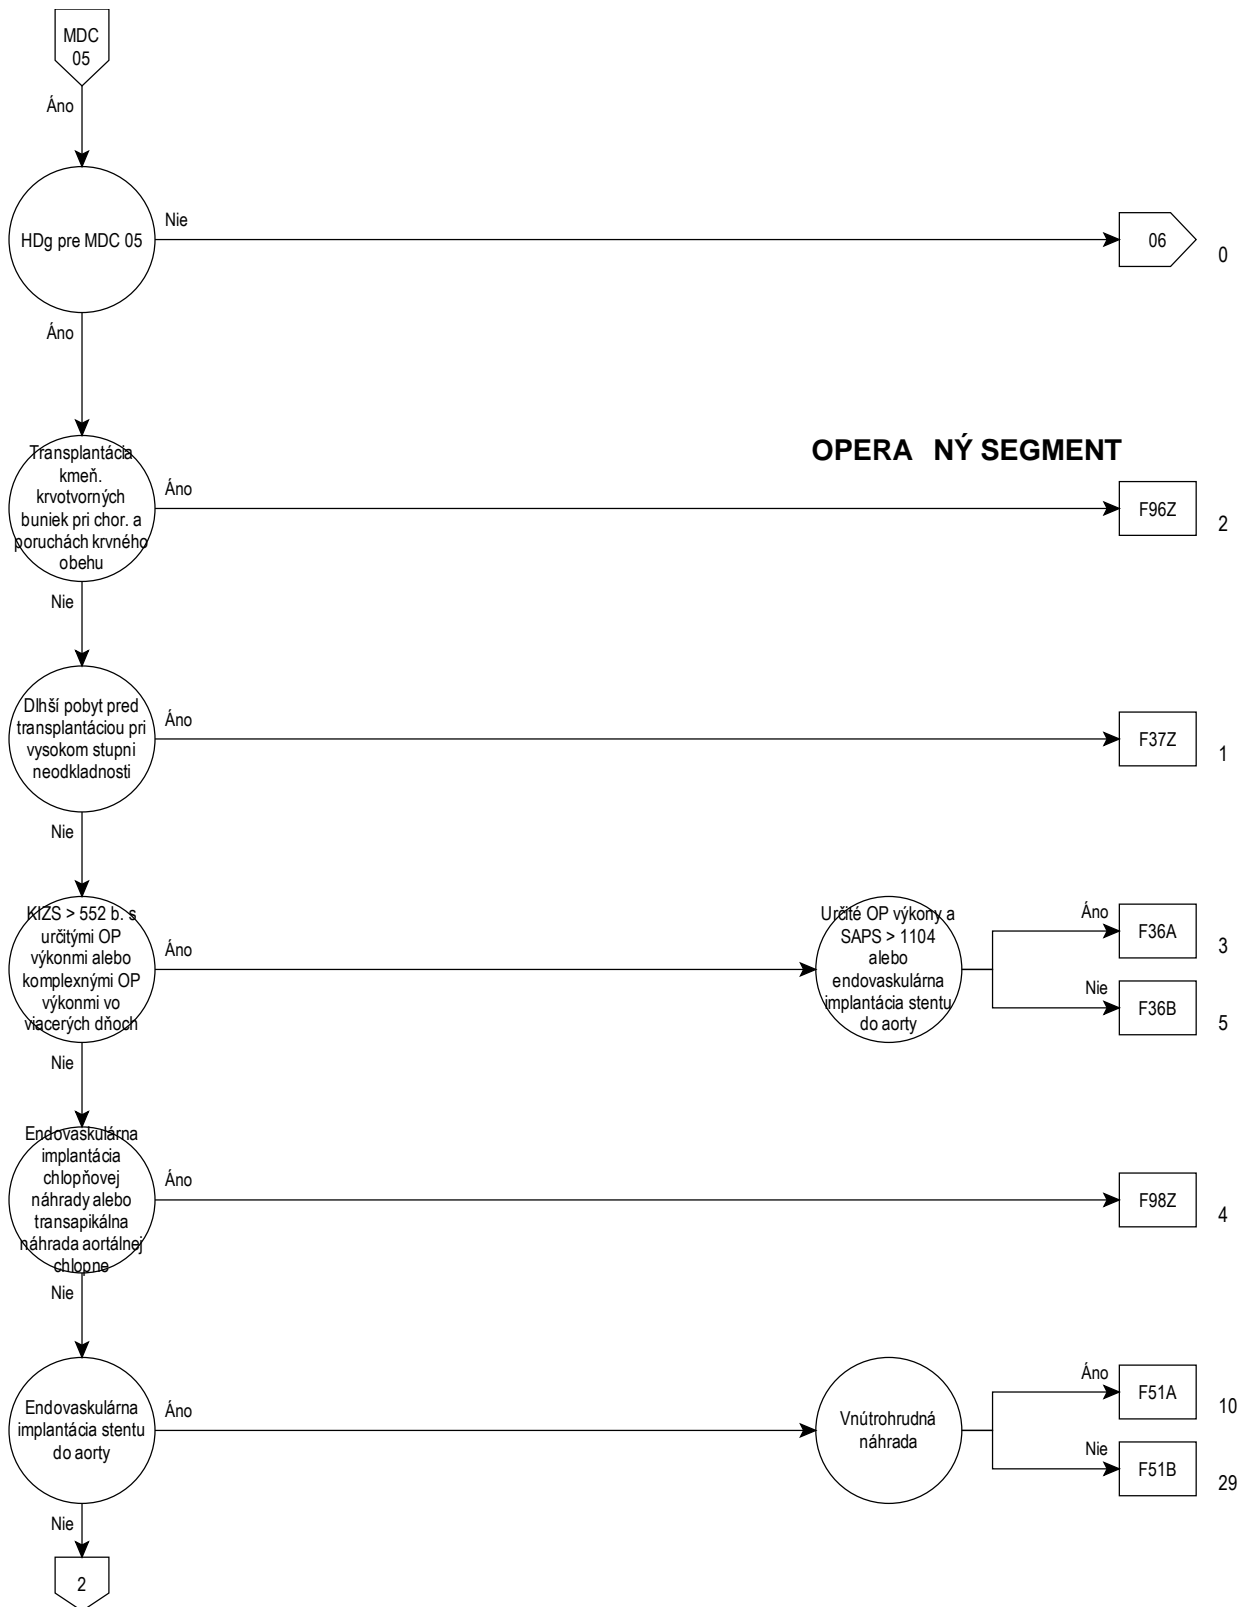 MDC
05
Áno
HDg pre MDC 05
Nie
06
0
Áno
OPERA NÝ SEGMENT
Transplantácia
kmeň.
krvotvorných
buniek pri chor. a
poruchách krvného
obehu
Áno
F96Z
2
Nie
Dlhší pobyt pred
transplantáciou pri
vysokom stupni
neodkladnosti
Áno
F37Z
1
Nie
KIZS > 552 b. s
určitými OP
výkonmi alebo
komplexnými OP
výkonmi vo
viacerých dňoch
Áno
Určité OP výkony a
SAPS > 1104
alebo
endovaskulárna
implantácia stentu
do aorty
Áno
F36A
3
Nie
F36B
5
Nie
Endovaskulárna
implantácia
chlopňovej
náhrady alebo
transapikálna
náhrada aortálnej
chlopne
Áno
F98Z
4
Nie
Endovaskulárna
implantácia stentu
do aorty
Áno
Vnútrohrudná
náhrada
Áno
F51A
10
Nie
F51B
29
Nie
2